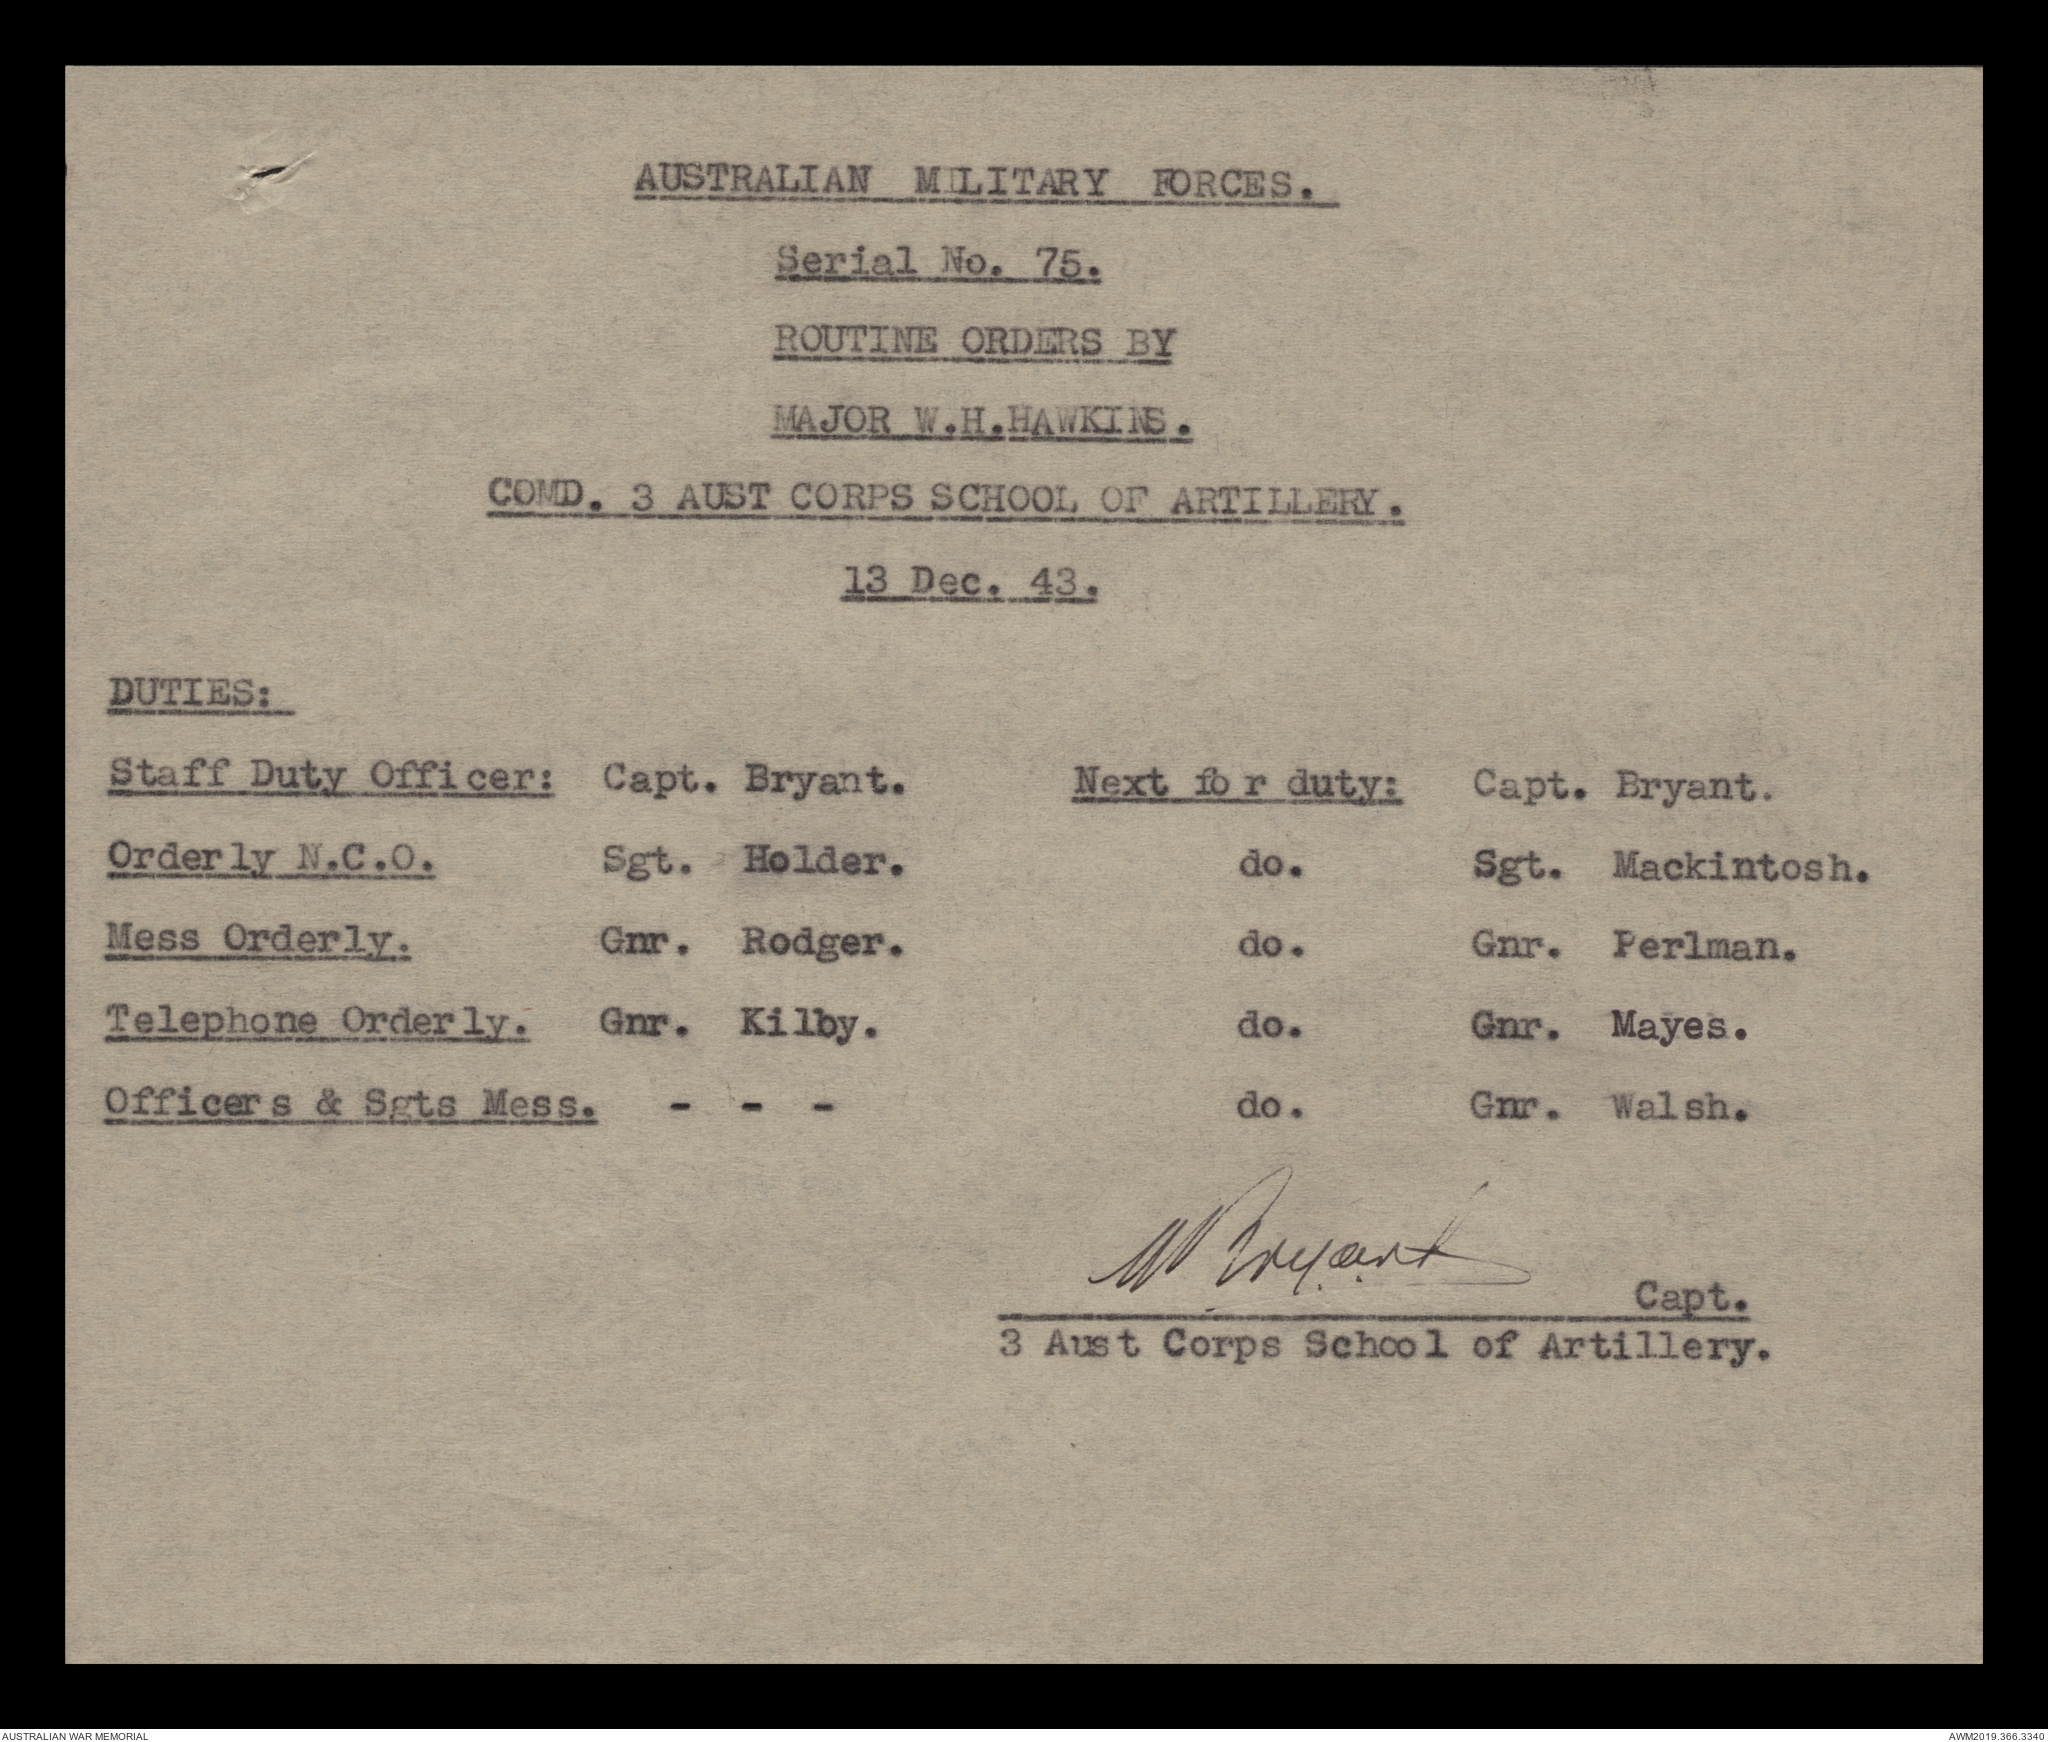 AUSTRALIAN MILITARY FORCES.
Serial No. 75.
ROUTINE ORDERS BY
MAJOR W.H.HAWKINS.
COMD. 3 AUST CORPS SCHOOL OF ARTILLERY.
13 Dec. 43.
DUTIES:
Staff Duty Officer: Capt. Bryant. Next for duty: Capt. Bryant.
Orderly N.C.O. Sgt. Holder. do. Sgt. Mackintosh.
Mess Orderly. Gnr. Rodger. do. Gnr. Perlman.
Telephone Orderly. Gnr. Kilby. do. Gnr. Mayes.
Officers & Sgts Mess. - - - do. Gnr. Walsh.
Bryant Capt.
3 Aust Corps School of Artillery.
AUSTRALIAN WAR MEMORIAL AWM2019.366.3340